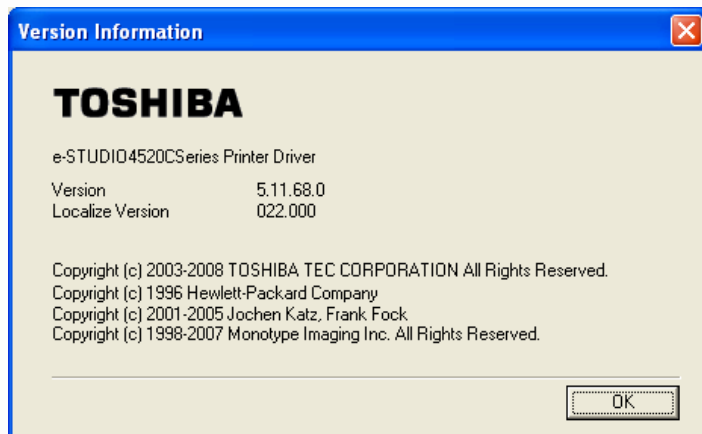 Version Information
TOSHIBA
e-STUDIO4520CSeries Printer Driver
Version 5.11.68.0
Localize Version 022.000
Copyright (c) 2003-2008 TOSHIBA TEC CORPORATION All Rights Reserved.
Copyright (c) 1996 Hewlett-Packard Company
Copyright (c) 2001-2005 Jochen Katz, Frank Fock
Copyright (c) 1998-2007 Monotype Imaging Inc. All Rights Reserved.
OK